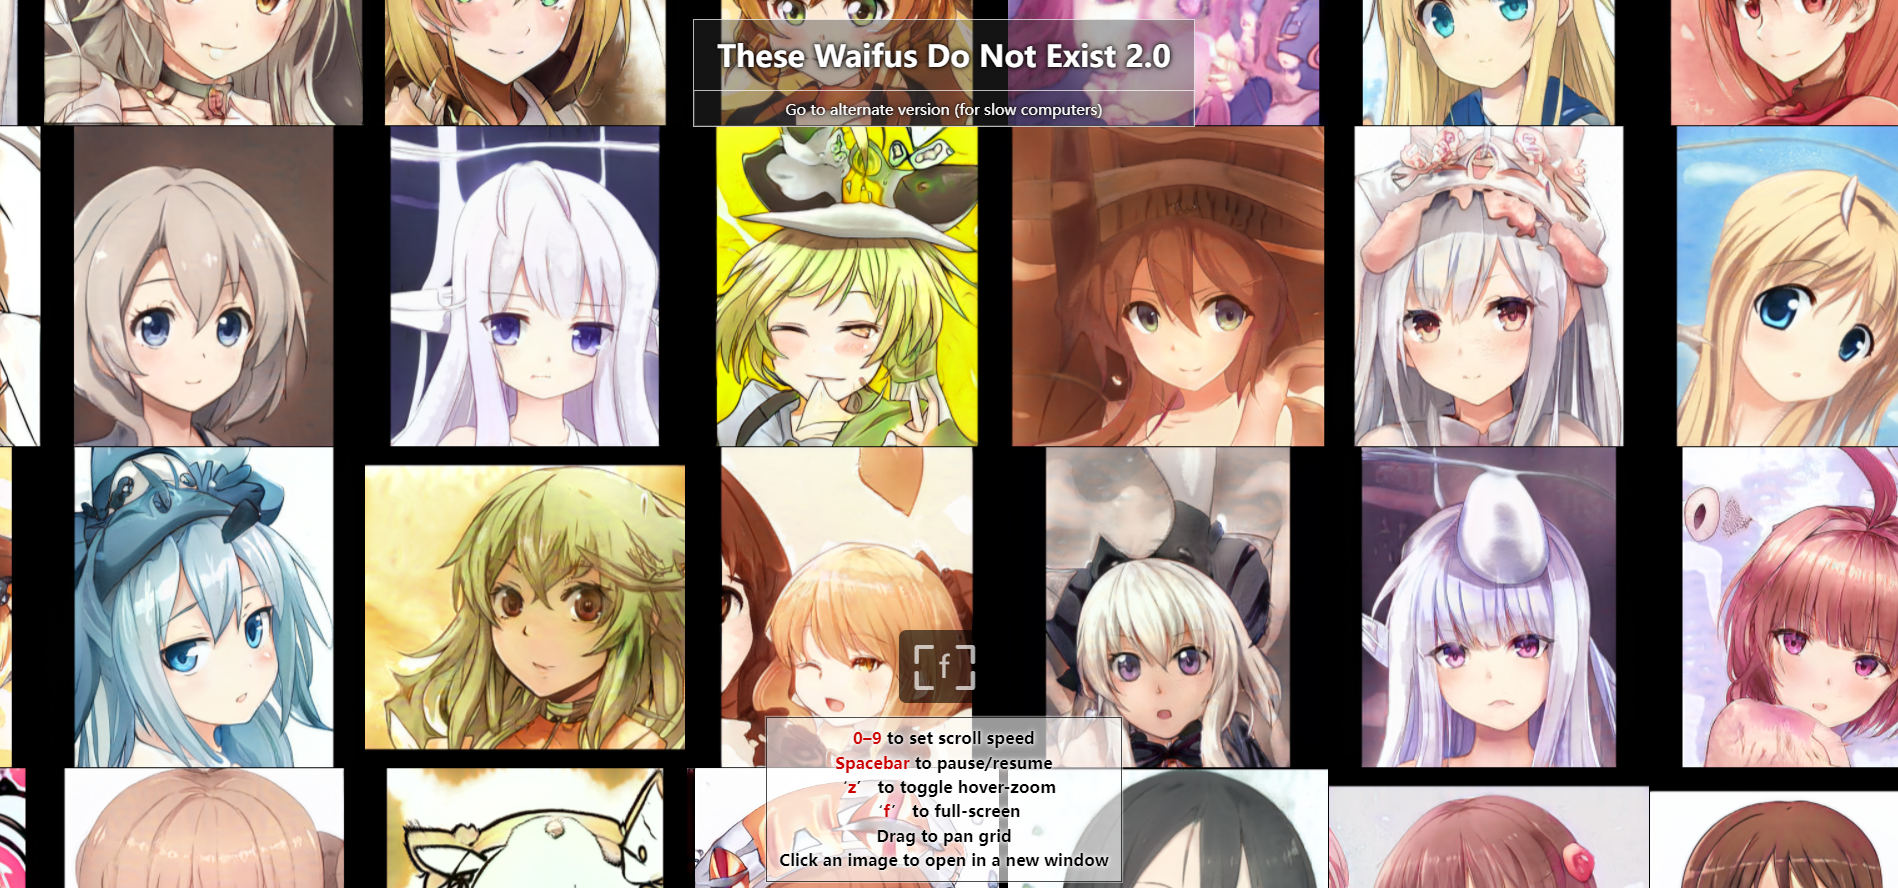 These Waifus Do Not Exist 2.0
Go to alternate version (for slow computers)
f
0–9 to set scroll speed
Spacebar to pause/resume
‘z’ to toggle hover-zoom
‘f’ to full-screen
Drag to pan grid
Click an image to open in a new window